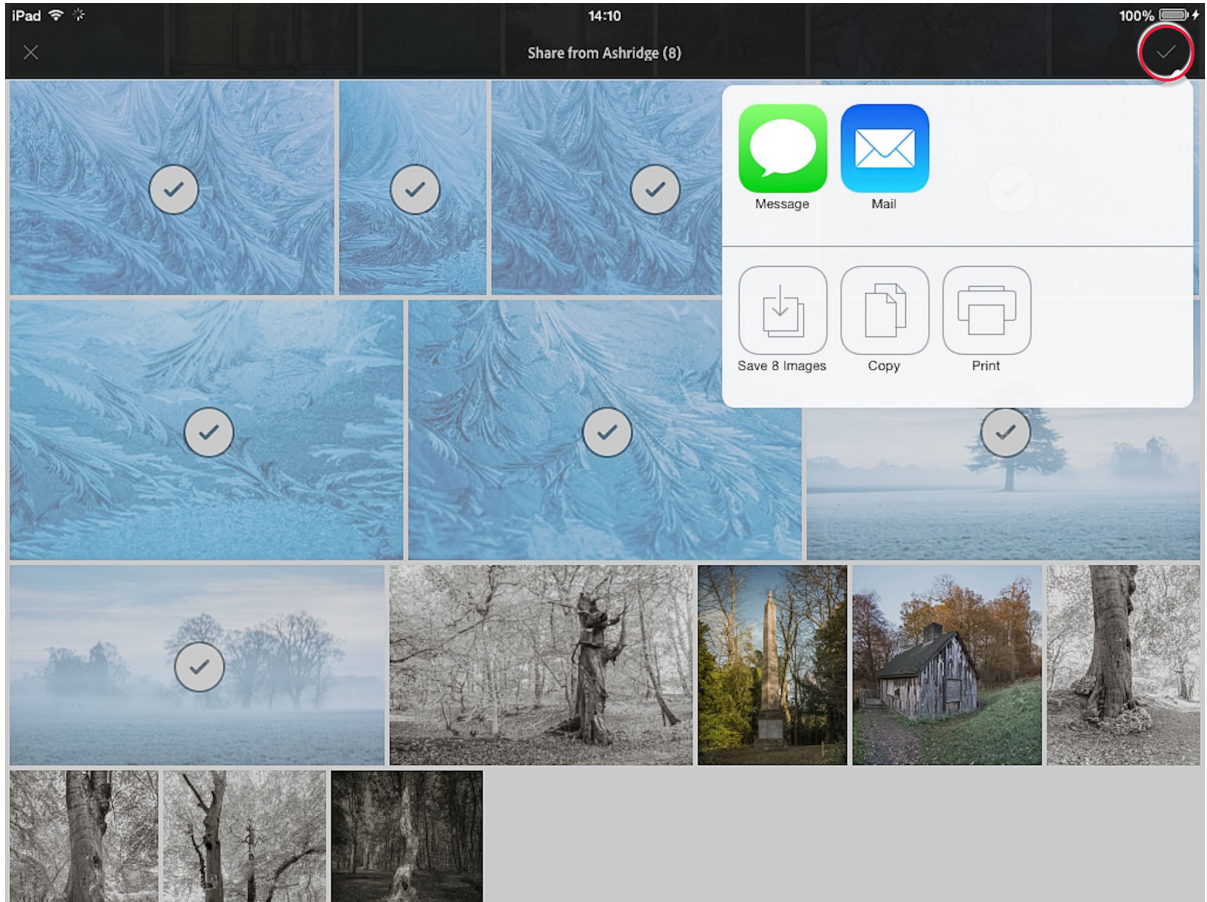 iPad 14:10 100%
Share from Ashridge (8)
Message Mail
Save 8 Images Copy Print